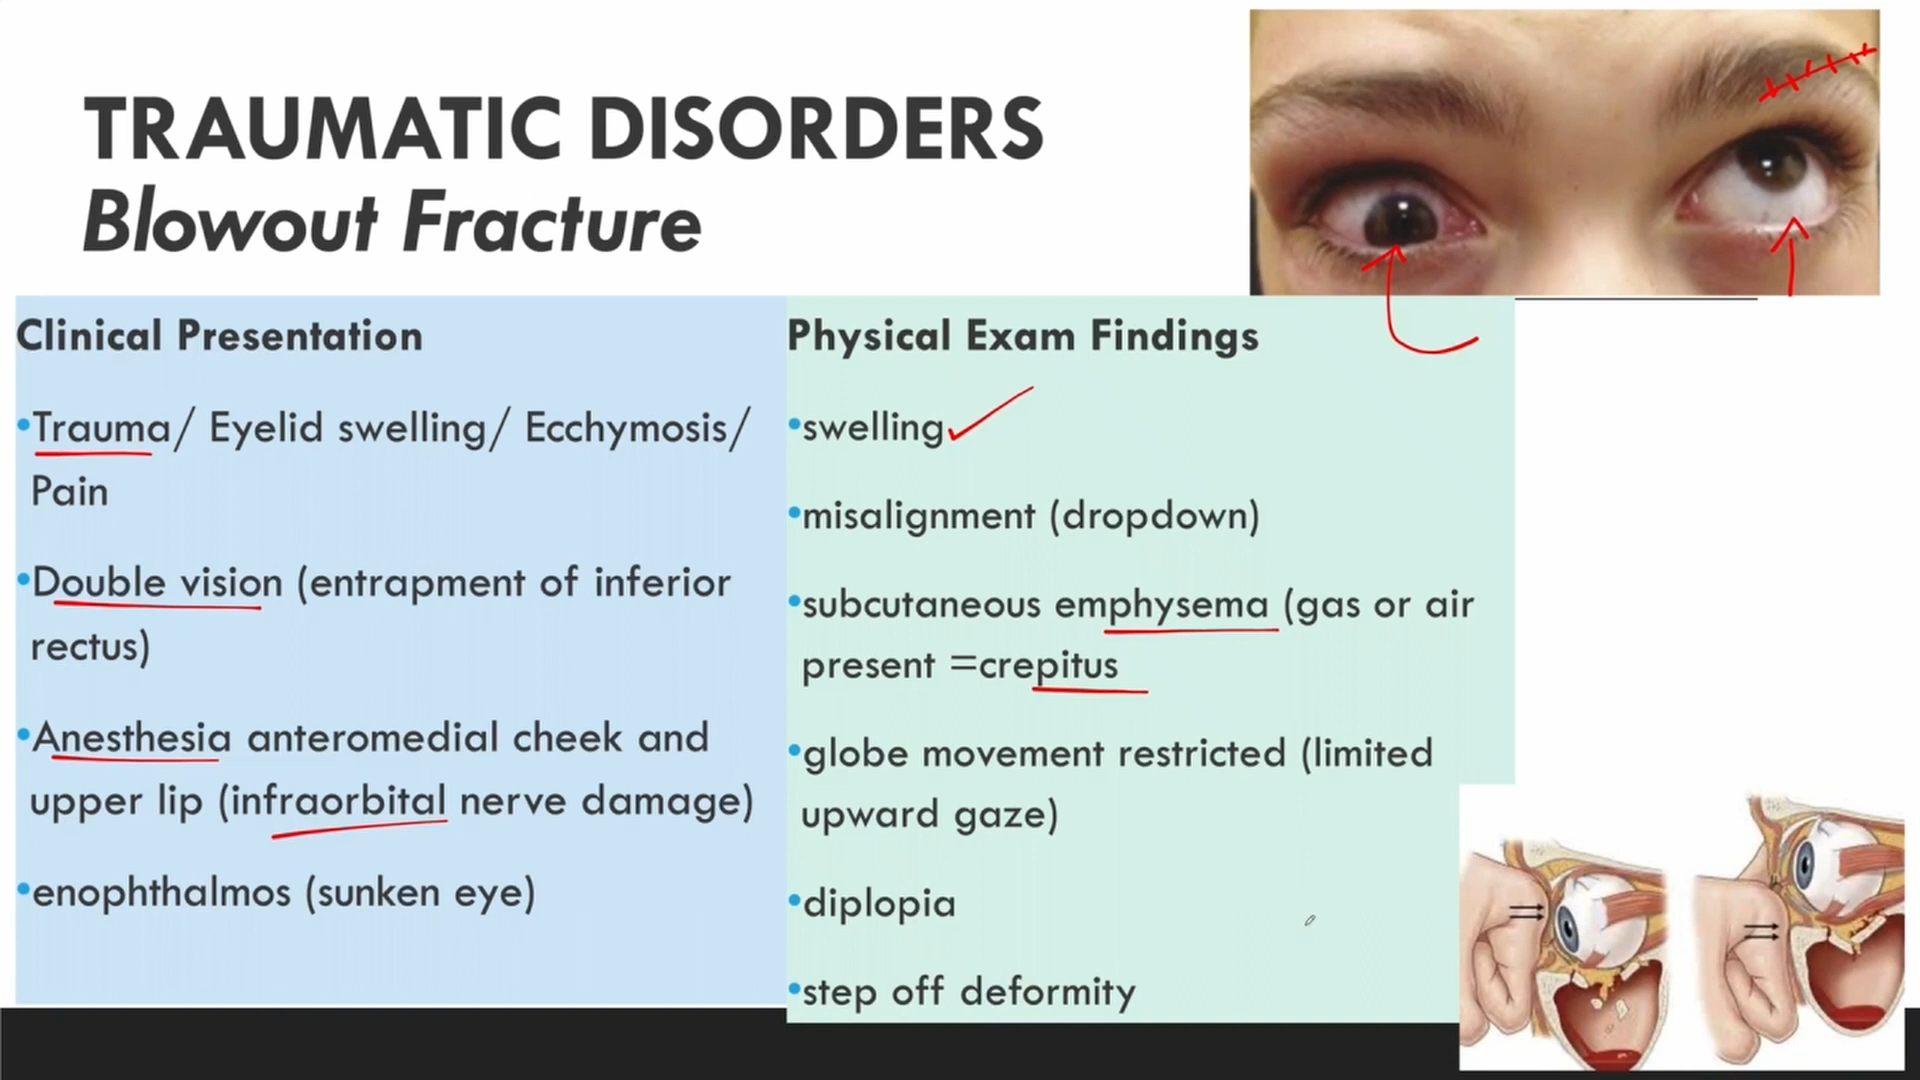 TRAUMATIC DISORDERS
Blowout Fracture
Clinical Presentation
•Trauma/ Eyelid swelling/ Ecchymosis/
Pain
•Double vision (entrapment of inferior
rectus)
•Anesthesia anteromedial cheek and
upper lip (infraorbital nerve damage)
•enophthalmos (sunken eye)
Physical Exam Findings
•swelling
•misalignment (dropdown)
•subcutaneous emphysema (gas or air
present =crepitus
•globe movement restricted (limited
upward gaze)
•diplopia
•step off deformity